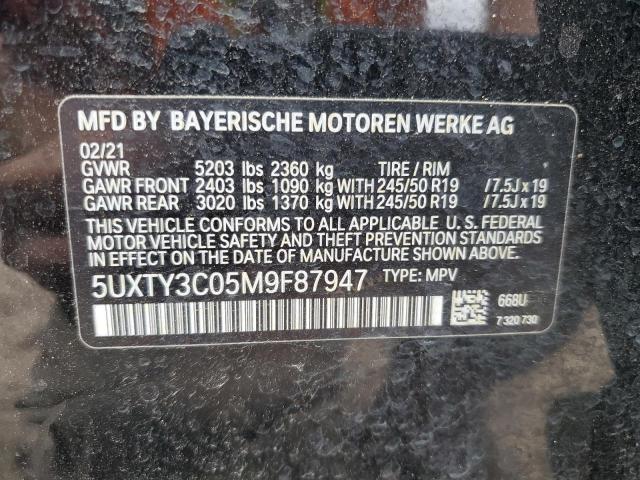 MFD BY BAYERISCHE MOTOREN WERKE AG
02/21
GVWR 5203 lbs 2360 kg TIRE / RIM
GAWR FRONT 2403 lbs 1090 kg WITH 245/50 R19 /7.5J x 19
GAWR REAR 3020 lbs 1370 kg WITH 245/50 R19 /7.5J x 19
THIS VEHICLE CONFORMS TO ALL APPLICABLE U. S. FEDERAL
MOTOR VEHICLE SAFETY AND THEFT PREVENTION STANDARDS
IN EFFECT ON THE DATE OF MANUFACTURE SHOWN ABOVE.
5UXTY3C05M9F87947 TYPE: MPV
668U
7 320 730